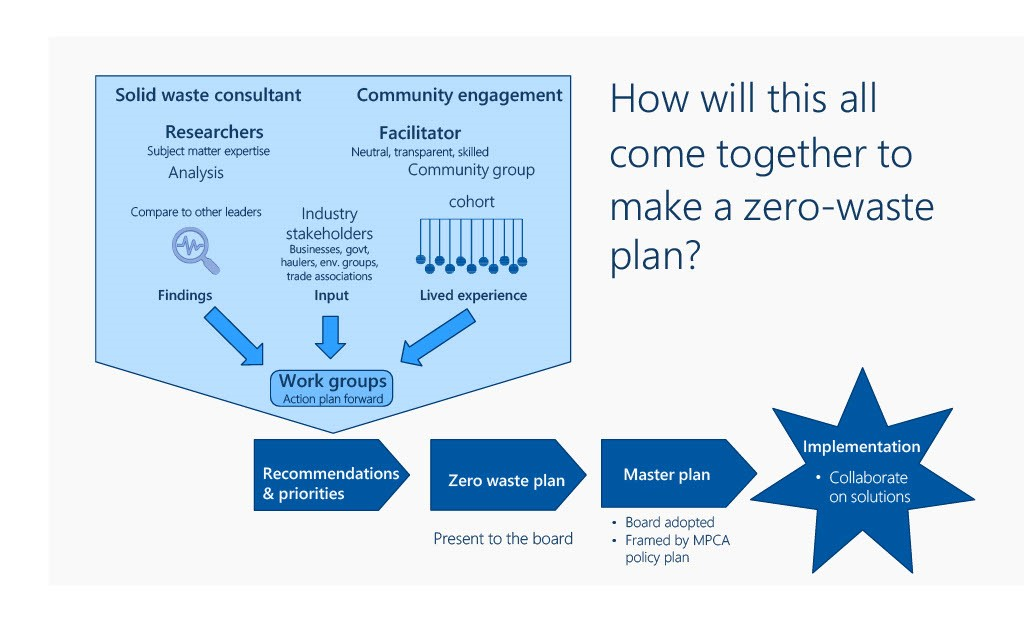 How will this all
come together to
make a zero-waste
plan?
Solid waste consultant
Community engagement
Researchers
Subject matter expertise
Analysis
Facilitator
Neutral, transparent, skilled
Community group
cohort
Compare to other leaders
Industry
stakeholders
Businesses, govt,
haulers, env. groups,
trade associations
Findings
Input
Lived experience
Work groups
Action plan forward
Recommendations
& priorities
Zero waste plan
Present to the board
Master plan
• Board adopted
• Framed by MPCA
policy plan
Implementation
• Collaborate
on solutions